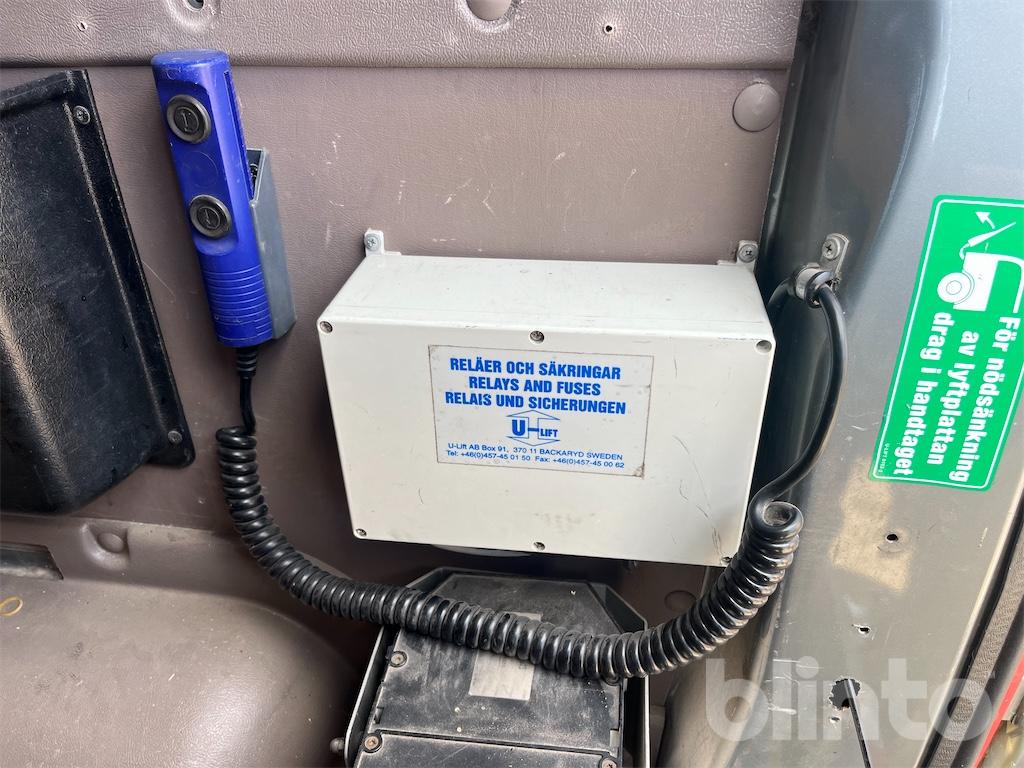 RELÄER OCH SÄKRINGAR
RELAYS AND FUSES
RELAIS UND SICHERUNGEN
U-LIFT
U-Lift AB Box 91, 370 11 BACKARYD SWEDEN
Tel: +46(0)457-45 01 50 Fax: +46(0)457-45 00 62
För nödsänkning
av lyftplattan
drag i handtaget
blinto